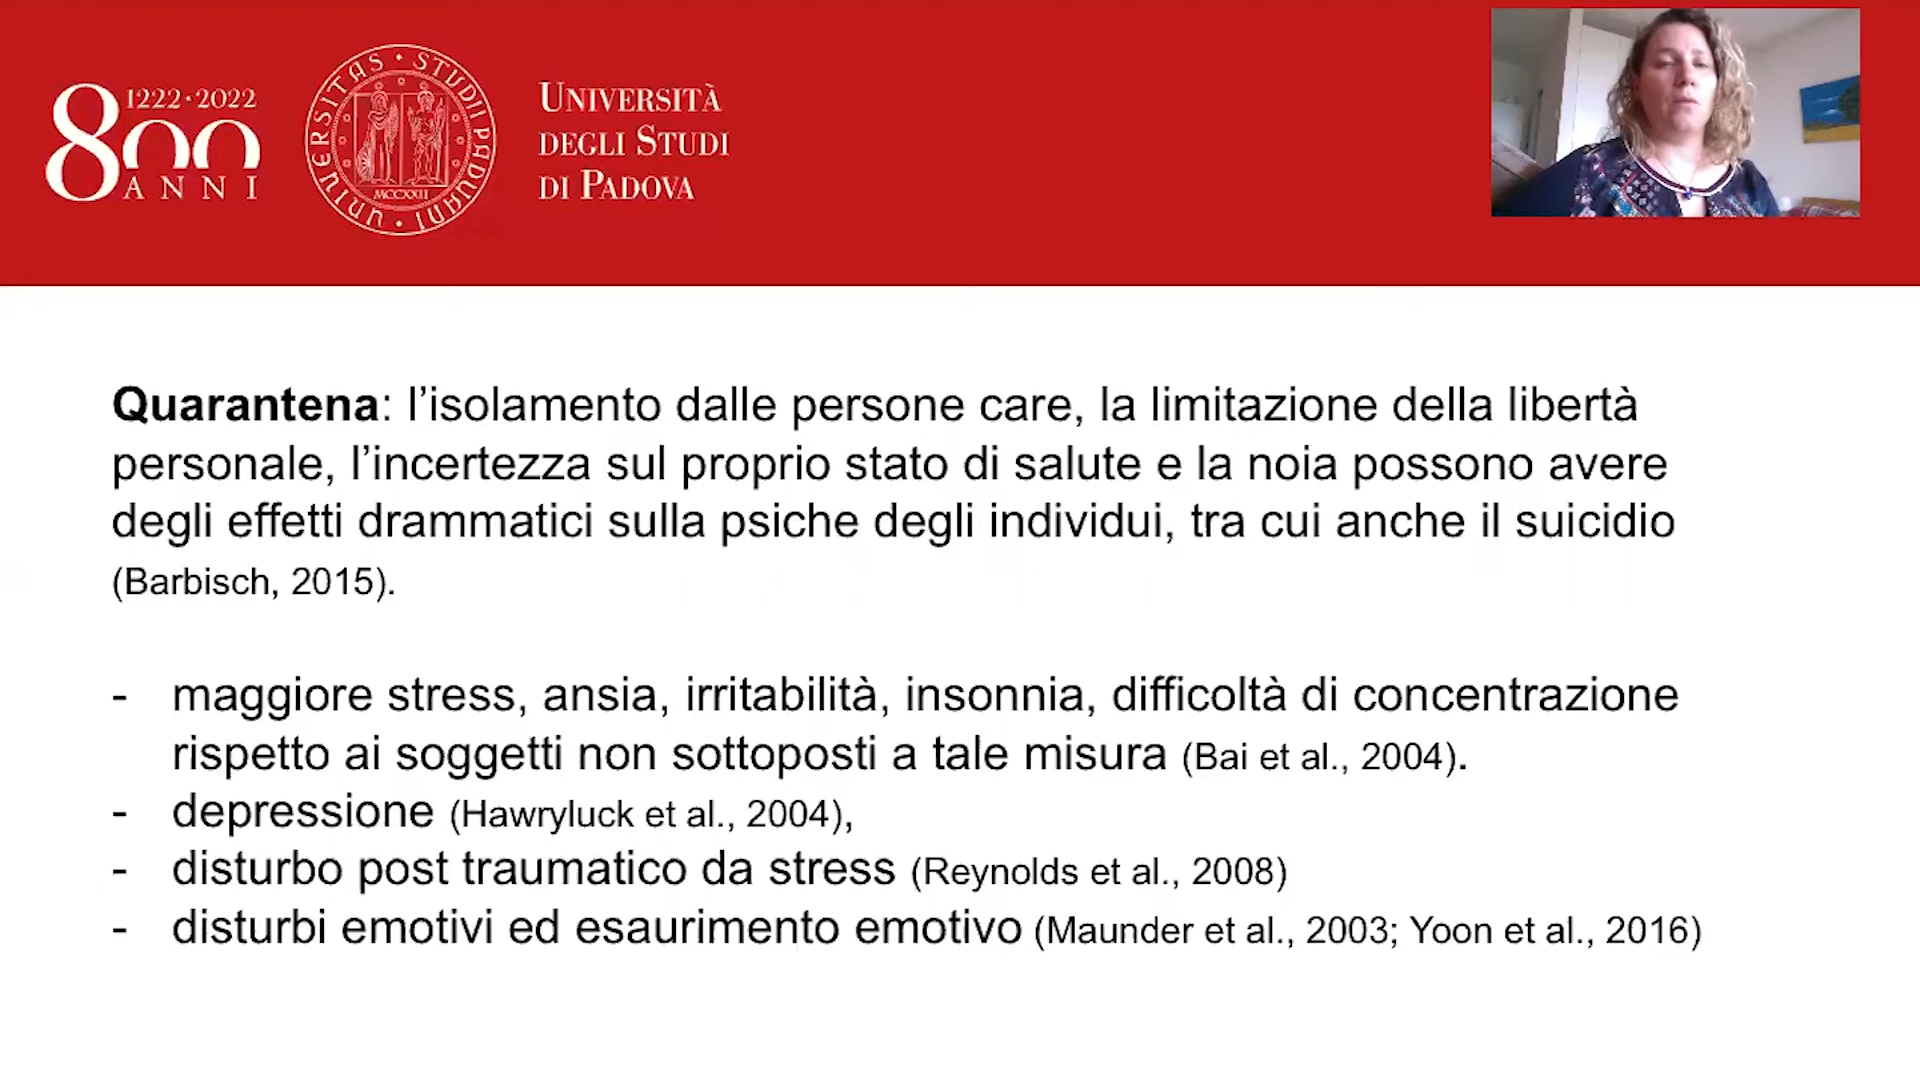 1222·2022
800
ANNI
UNIVERSITAS STUDII PADUANI
MCCXXII
UNIVERSITÀ
DEGLI STUDI
DI PADOVA
Quarantena: l’isolamento dalle persone care, la limitazione della libertà
personale, l’incertezza sul proprio stato di salute e la noia possono avere
degli effetti drammatici sulla psiche degli individui, tra cui anche il suicidio
(Barbisch, 2015).
- maggiore stress, ansia, irritabilità, insonnia, difficoltà di concentrazione
rispetto ai soggetti non sottoposti a tale misura (Bai et al., 2004).
- depressione (Hawryluck et al., 2004),
- disturbo post traumatico da stress (Reynolds et al., 2008)
- disturbi emotivi ed esaurimento emotivo (Maunder et al., 2003; Yoon et al., 2016)